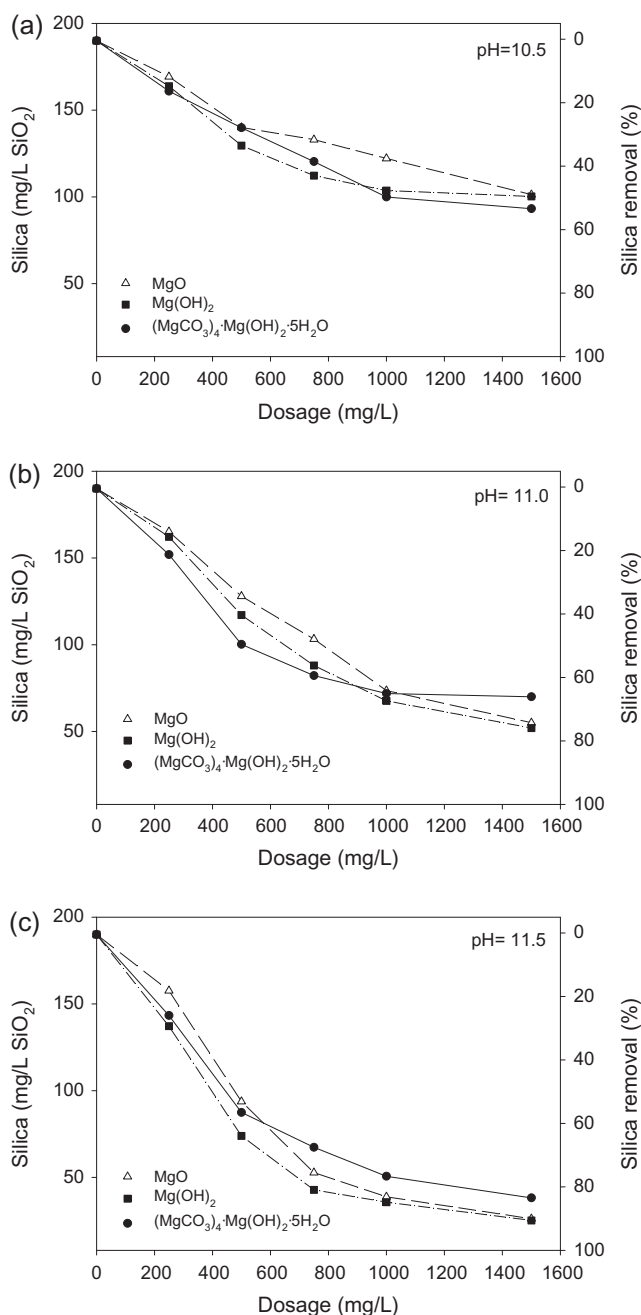 (a)
pH=10.5
Silica (mg/L SiO₂)
200
150
100
50
0
20
40
60
80
100
Silica removal (%)
MgO
Mg(OH)₂
(MgCO₃)₄·Mg(OH)₂·5H₂O
0 200 400 600 800 1000 1200 1400 1600
Dosage (mg/L)
(b)
pH= 11.0
Silica (mg/L SiO₂)
200
150
100
50
0
20
40
60
80
100
Silica removal (%)
MgO
Mg(OH)₂
(MgCO₃)₄·Mg(OH)₂·5H₂O
0 200 400 600 800 1000 1200 1400 1600
Dosage (mg/L)
(c)
pH= 11.5
Silica (mg/L SiO₂)
200
150
100
50
0
20
40
60
80
100
Silica removal (%)
MgO
Mg(OH)₂
(MgCO₃)₄·Mg(OH)₂·5H₂O
0 200 400 600 800 1000 1200 1400 1600
Dosage (mg/L)